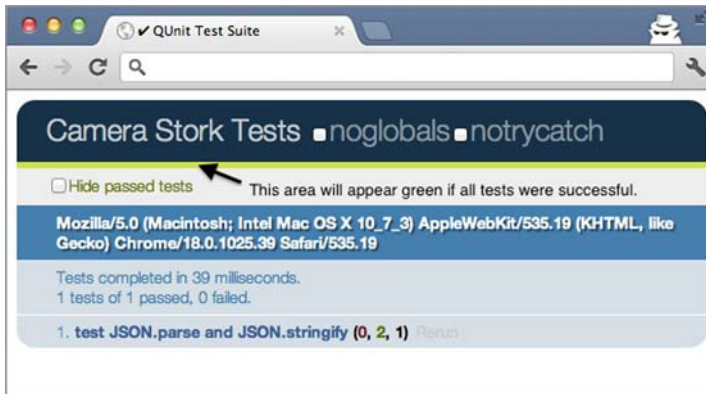 ✔ QUnit Test Suite
Camera Stork Tests noglobals notrycatch
Hide passed tests
This area will appear green if all tests were successful.
Mozilla/5.0 (Macintosh; Intel Mac OS X 10_7_3) AppleWebKit/535.19 (KHTML, like
Gecko) Chrome/18.0.1025.39 Safari/535.19
Tests completed in 39 milliseconds.
1 tests of 1 passed, 0 failed.
1. test JSON.parse and JSON.stringify (0, 2, 1) Rerun